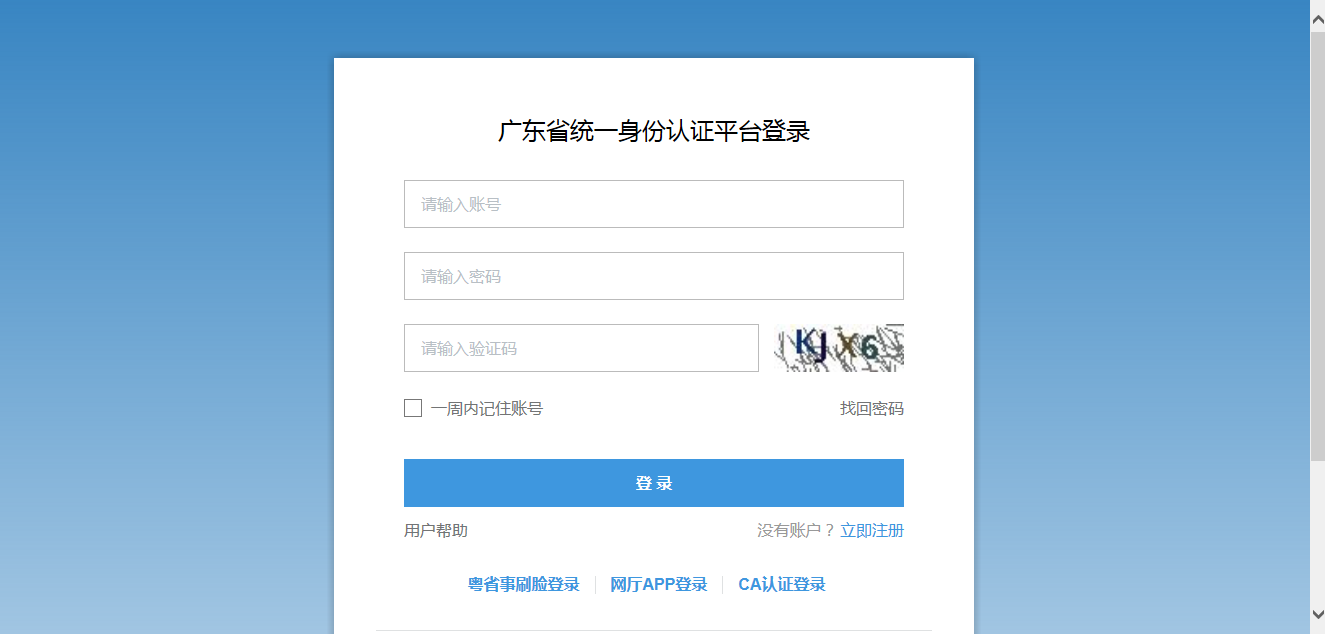 广东省统一身份认证平台登录
请输入账号
请输入密码
请输入验证码
KJX6
一周内记住账号 找回密码
登 录
用户帮助 没有账户？ 立即注册
粤省事刷脸登录 网厅APP登录 CA认证登录